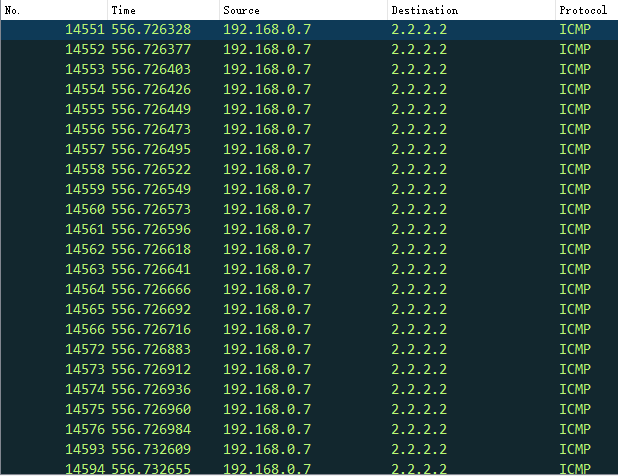 No. Time Source Destination Protocol
14551 556.726328 192.168.0.7 2.2.2.2 ICMP
14552 556.726377 192.168.0.7 2.2.2.2 ICMP
14553 556.726403 192.168.0.7 2.2.2.2 ICMP
14554 556.726426 192.168.0.7 2.2.2.2 ICMP
14555 556.726449 192.168.0.7 2.2.2.2 ICMP
14556 556.726473 192.168.0.7 2.2.2.2 ICMP
14557 556.726495 192.168.0.7 2.2.2.2 ICMP
14558 556.726522 192.168.0.7 2.2.2.2 ICMP
14559 556.726549 192.168.0.7 2.2.2.2 ICMP
14560 556.726573 192.168.0.7 2.2.2.2 ICMP
14561 556.726596 192.168.0.7 2.2.2.2 ICMP
14562 556.726618 192.168.0.7 2.2.2.2 ICMP
14563 556.726641 192.168.0.7 2.2.2.2 ICMP
14564 556.726666 192.168.0.7 2.2.2.2 ICMP
14565 556.726692 192.168.0.7 2.2.2.2 ICMP
14566 556.726716 192.168.0.7 2.2.2.2 ICMP
14572 556.726883 192.168.0.7 2.2.2.2 ICMP
14573 556.726912 192.168.0.7 2.2.2.2 ICMP
14574 556.726936 192.168.0.7 2.2.2.2 ICMP
14575 556.726960 192.168.0.7 2.2.2.2 ICMP
14576 556.726984 192.168.0.7 2.2.2.2 ICMP
14593 556.732609 192.168.0.7 2.2.2.2 ICMP
14594 556.732655 192.168.0.7 2.2.2.2 ICMP